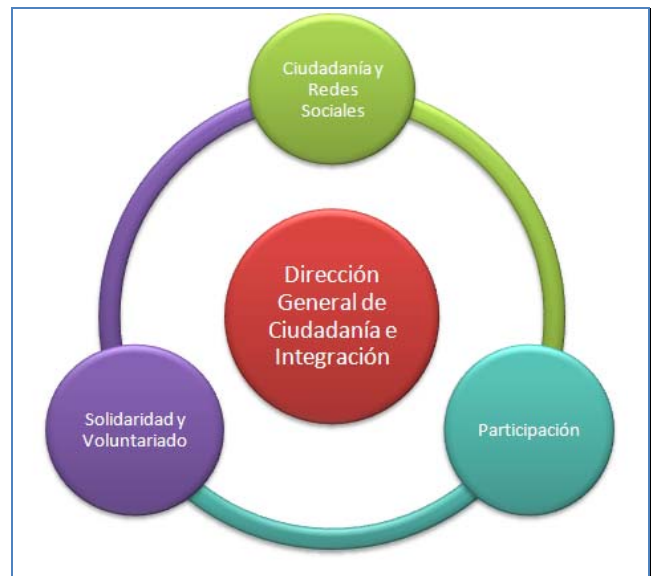 Ciudadanía y
Redes
Sociales
Dirección
General de
Ciudadanía e
Integración
Solidaridad y
Voluntariado
Participación